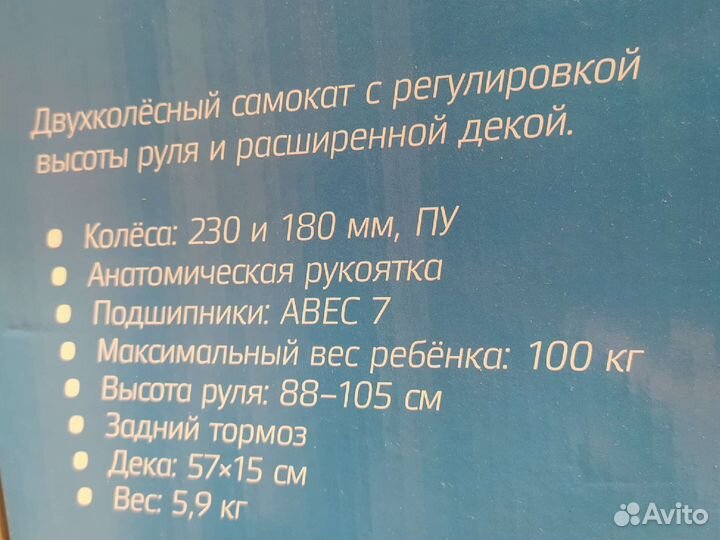 Двухколёсный самокат с регулировкой
высоты руля и расширенной декой.
• Колёса: 230 и 180 мм, ПУ
• Анатомическая рукоятка
• Подшипники: ABEC 7
• Максимальный вес ребёнка: 100 кг
• Высота руля: 88–105 см
• Задний тормоз
• Дека: 57×15 см
• Вес: 5,9 кг
Avito